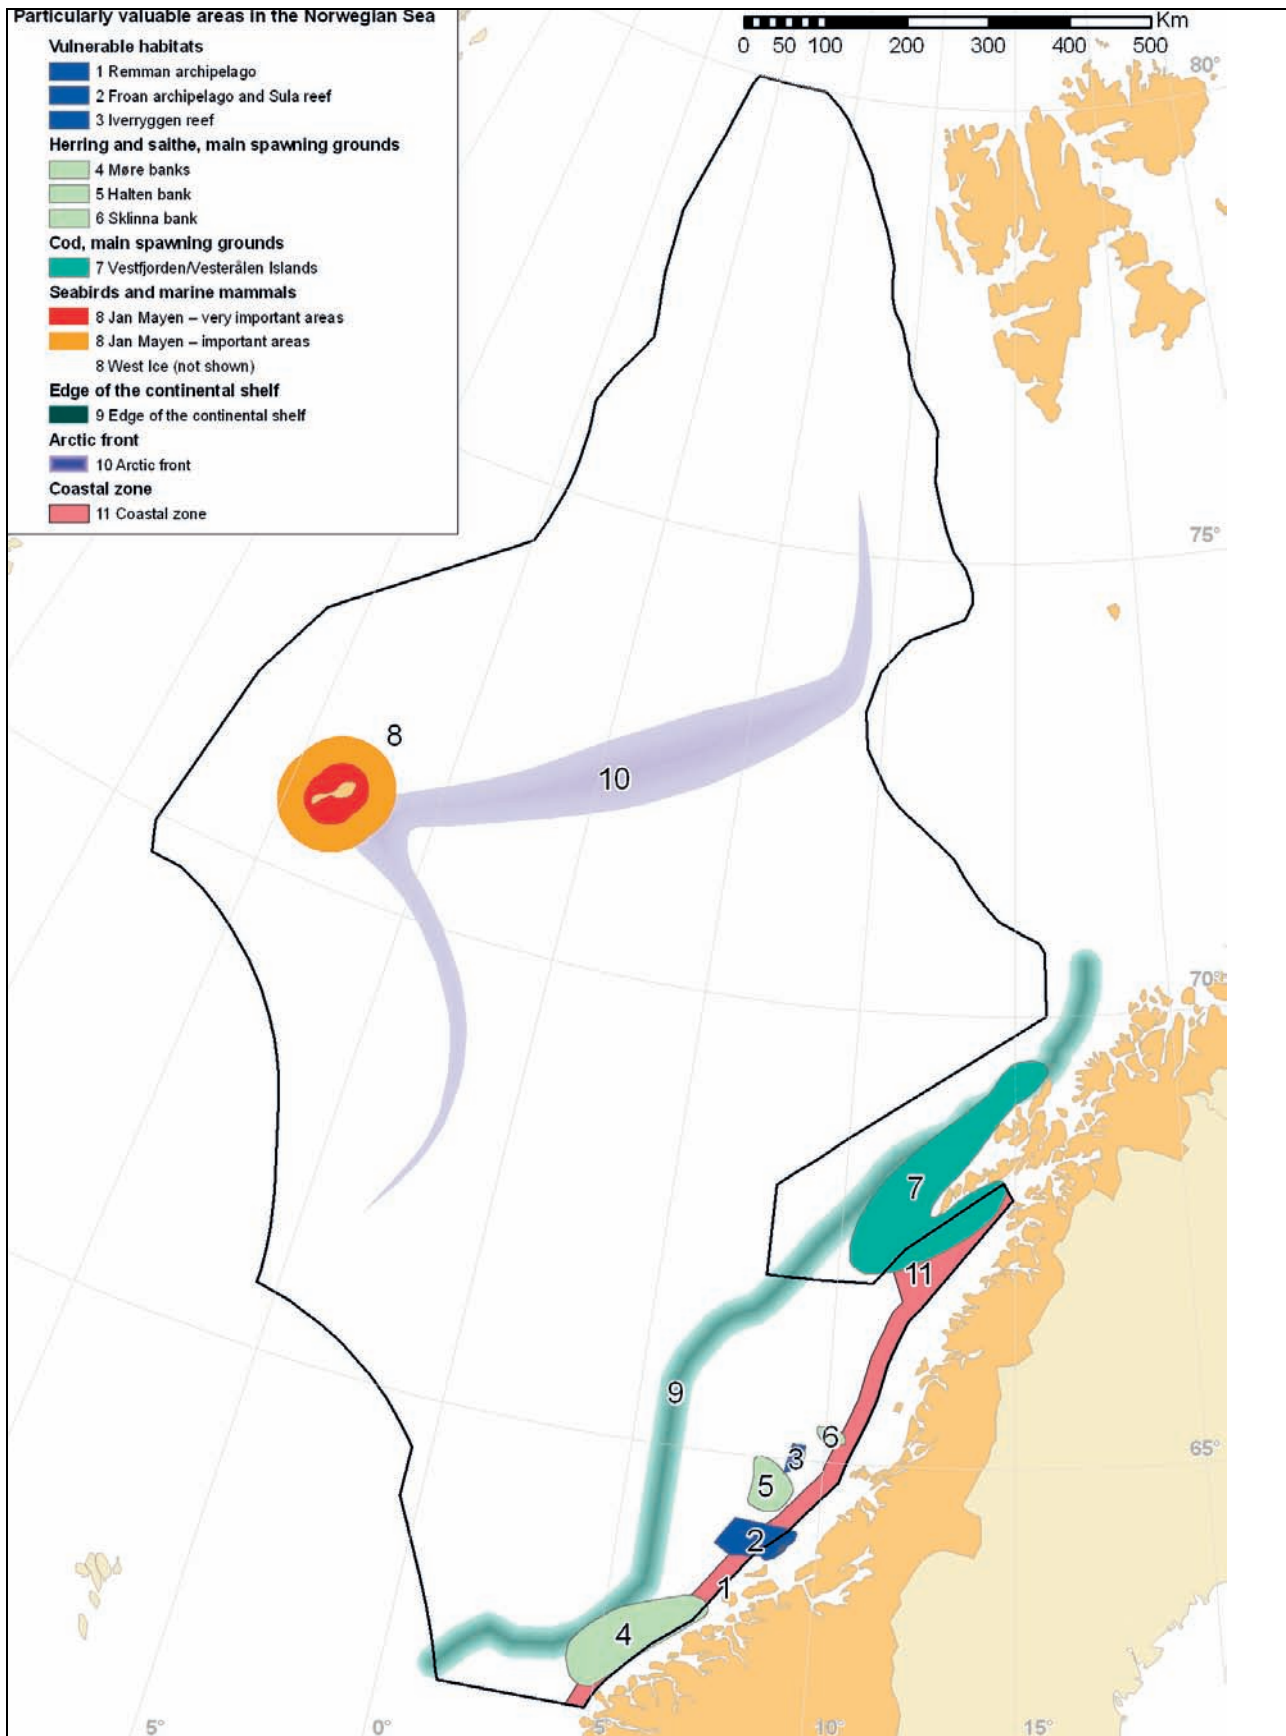 Particularly valuable areas in the Norwegian Sea
Vulnerable habitats
1 Remman archipelago
2 Froan archipelago and Sula reef
3 Iverryggen reef
Herring and saithe, main spawning grounds
4 Møre banks
5 Halten bank
6 Sklinna bank
Cod, main spawning grounds
7 Vestfjorden/Vesterålen Islands
Seabirds and marine mammals
8 Jan Mayen – very important areas
8 Jan Mayen – important areas
8 West Ice (not shown)
Edge of the continental shelf
9 Edge of the continental shelf
Arctic front
10 Arctic front
Coastal zone
11 Coastal zone
Km
0 50 100 200 300 400 500
80°
75°
8
10
70°
7
11
9
6
3
65°
5
2
1
4
5° 0° 5° 10° 15°